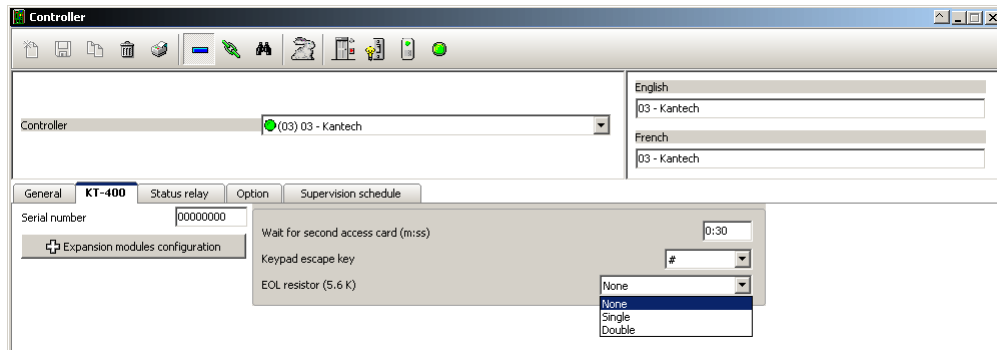 Controller
English
03 - Kantech
Controller
(03) 03 - Kantech
French
03 - Kantech
General KT-400 Status relay Option Supervision schedule
Serial number 00000000
Expansion modules configuration
Wait for second access card (m:ss) 0:30
Keypad escape key #
EOL resistor (5.6 K) None
None
Single
Double